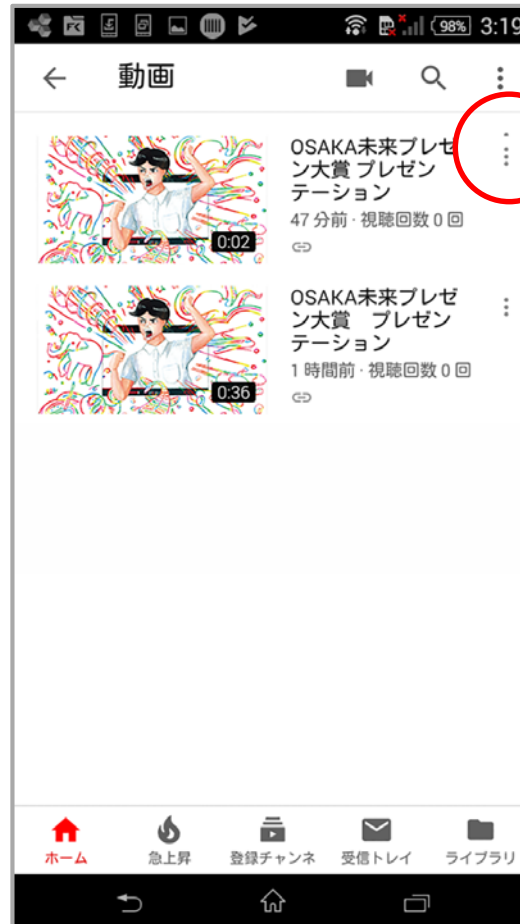 FK
98% 3:19
動画
OSAKA未来プレゼ
ン大賞 プレゼン
テーション
47 分前 · 視聴回数 0 回
0:02
OSAKA未来プレゼ
ン大賞　プレゼン
テーション
1 時間前 · 視聴回数 0 回
0:36
ホーム
急上昇
登録チャンネ
受信トレイ
ライブラリ